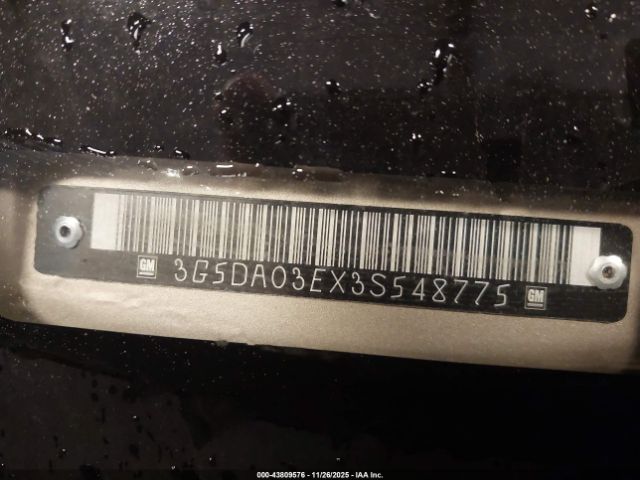 GM 3G5DA03EX3S548775 GM
000-43809576 - 11/26/2025 - IAA Inc.